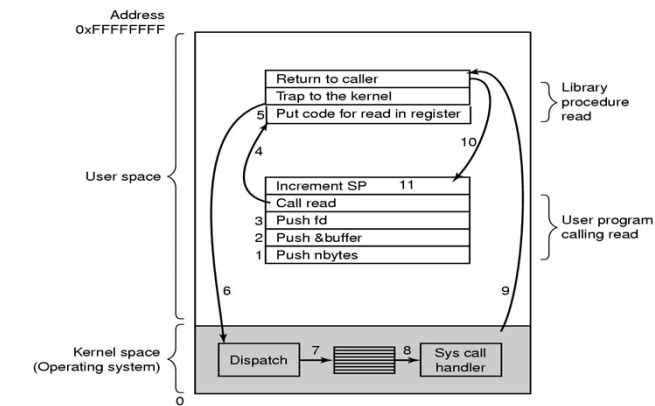 Address
0xFFFFFFFF
Return to caller
Trap to the kernel
5 Put code for read in register
Library
procedure
read
4
10
User space
Increment SP 11
Call read
3 Push fd
2 Push &buffer
1 Push nbytes
User program
calling read
6
9
Kernel space
(Operating system)
Dispatch
7
8
Sys call
handler
0